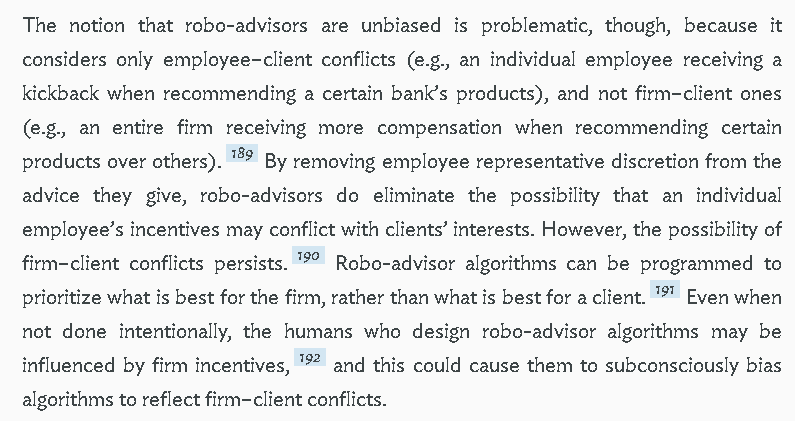 The notion that robo-advisors are unbiased is problematic, though, because it
considers only employee–client conflicts (e.g., an individual employee receiving a
kickback when recommending a certain bank's products), and not firm–client ones
(e.g., an entire firm receiving more compensation when recommending certain
products over others). 189 By removing employee representative discretion from the
advice they give, robo-advisors do eliminate the possibility that an individual
employee's incentives may conflict with clients' interests. However, the possibility of
firm–client conflicts persists. 190 Robo-advisor algorithms can be programmed to
prioritize what is best for the firm, rather than what is best for a client. 191 Even when
not done intentionally, the humans who design robo-advisor algorithms may be
influenced by firm incentives, 192 and this could cause them to subconsciously bias
algorithms to reflect firm–client conflicts.